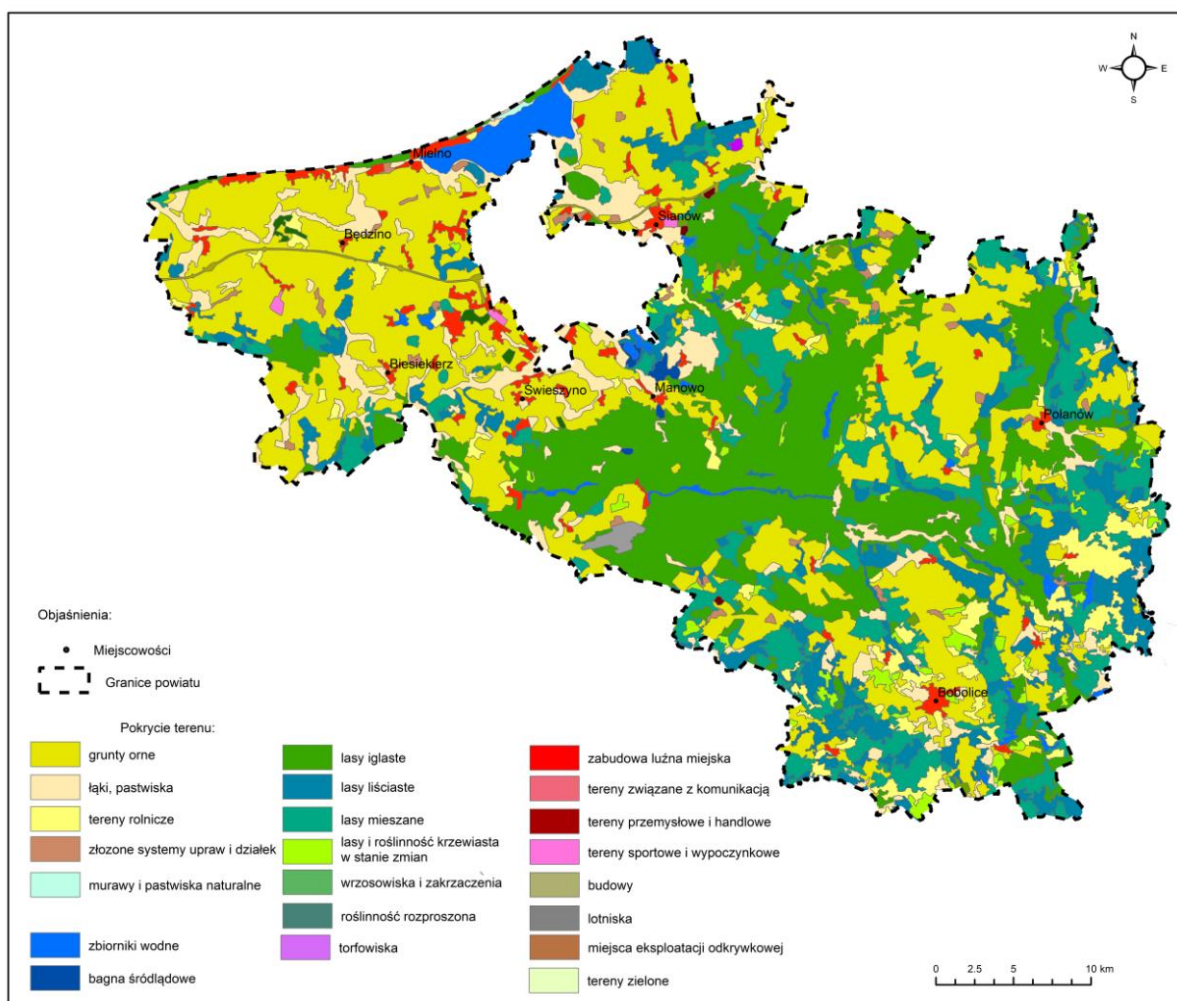 N
W E
S
Mielno
Sianów
Będzino
Biesiekierz
Świeszyno
Manowo
Polanów
Bobolice
Objaśnienia:
Miejscowości
Granice powiatu
Pokrycie terenu:
grunty orne
łąki, pastwiska
tereny rolnicze
złożone systemy upraw i działek
murawy i pastwiska naturalne
zbiorniki wodne
bagna śródlądowe
lasy iglaste
lasy liściaste
lasy mieszane
lasy i roślinność krzewiasta
w stanie zmian
wrzosowiska i zakrzaczenia
roślinność rozproszona
torfowiska
zabudowa luźna miejska
tereny związane z komunikacją
tereny przemysłowe i handlowe
tereny sportowe i wypoczynkowe
budowy
lotniska
miejsca eksploatacji odkrywkowej
tereny zielone
0 2.5 5 10 km